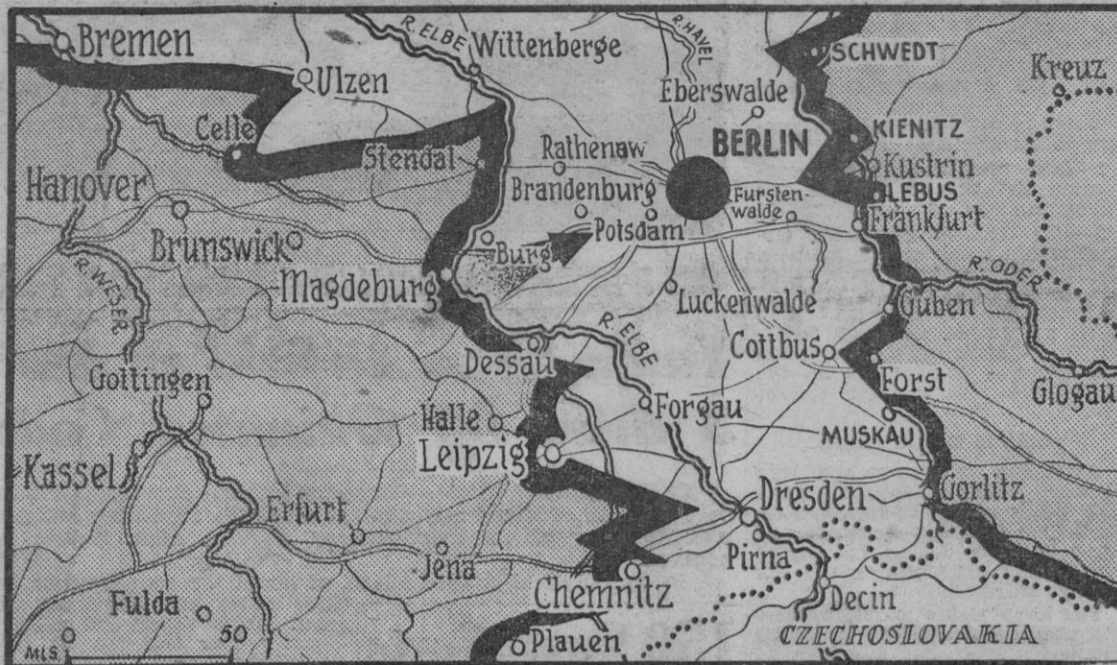 Bremen
R. ELBE
Wittenberge
R. HAVEL
SCHWEDT
Ulzen
Eberswalde
Kreuz
Celle
BERLIN
KIENITZ
Stendal
Rathenaw
Kustrin
Hanover
Brandenburg
Fursten-
walde
LEBUS
Potsdam
Frankfurt
Brunswick
Burg
R. WESER
Magdeburg
Luckenwalde
R. ODER
Guben
R. ELBE
Dessau
Cottbus
Gottingen
Forst
Glogau
Halle
Forgau
MUSKAU
Leipzig
Kassel
Dresden
Gorlitz
Erfurt
Pirna
Jena
Chemnitz
Decin
Fulda
CZECHOSLOVAKIA
0 50
MLS
Plauen